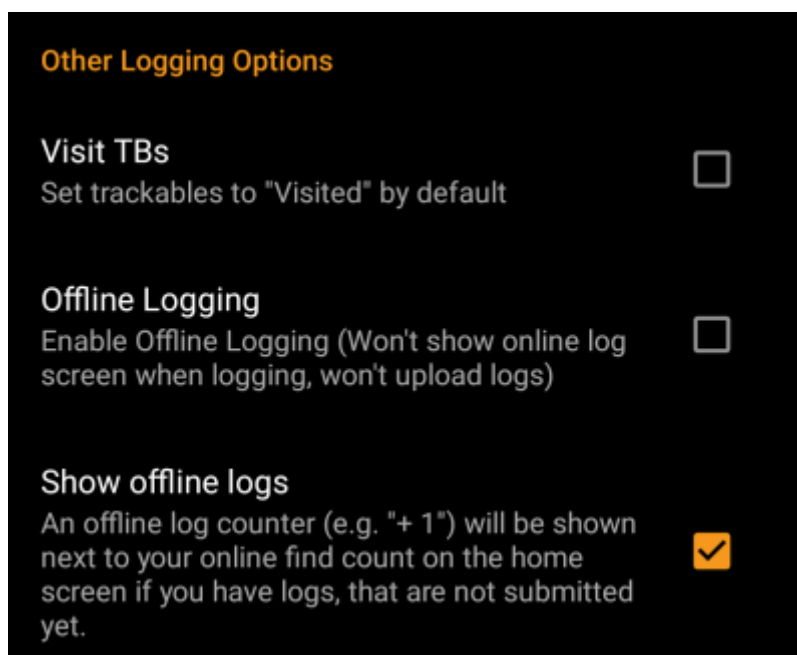 Other Logging Options
Visit TBs
Set trackables to "Visited" by default
Offline Logging
Enable Offline Logging (Won't show online log
screen when logging, won't upload logs)
Show offline logs
An offline log counter (e.g. "+ 1") will be shown
next to your online find count on the home
screen if you have logs, that are not submitted
yet.